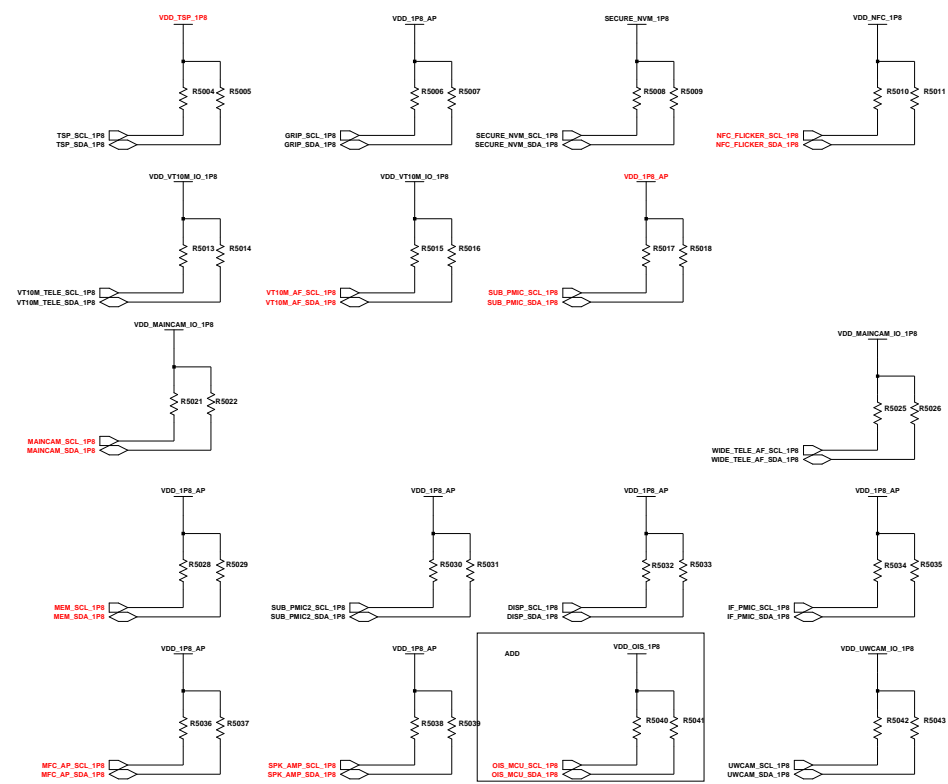 VDD_TSP_1P8
R5004 R5005
TSP_SCL_1P8
TSP_SDA_1P8
VDD_1P8_AP
R5006 R5007
GRIP_SCL_1P8
GRIP_SDA_1P8
SECURE_NVM_1P8
R5008 R5009
SECURE_NVM_SCL_1P8
SECURE_NVM_SDA_1P8
VDD_NFC_1P8
R5010 R5011
NFC_FLICKER_SCL_1P8
NFC_FLICKER_SDA_1P8
VDD_VT10M_IO_1P8
R5013 R5014
VT10M_TELE_SCL_1P8
VT10M_TELE_SDA_1P8
VDD_VT10M_IO_1P8
R5015 R5016
VT10M_AF_SCL_1P8
VT10M_AF_SDA_1P8
VDD_1P8_AP
R5017 R5018
SUB_PMIC_SCL_1P8
SUB_PMIC_SDA_1P8
VDD_MAINCAM_IO_1P8
R5021 R5022
MAINCAM_SCL_1P8
MAINCAM_SDA_1P8
VDD_MAINCAM_IO_1P8
R5025 R5026
WIDE_TELE_AF_SCL_1P8
WIDE_TELE_AF_SDA_1P8
VDD_1P8_AP
R5028 R5029
MEM_SCL_1P8
MEM_SDA_1P8
VDD_1P8_AP
R5030 R5031
SUB_PMIC2_SCL_1P8
SUB_PMIC2_SDA_1P8
VDD_1P8_AP
R5032 R5033
DISP_SCL_1P8
DISP_SDA_1P8
VDD_1P8_AP
R5034 R5035
IF_PMIC_SCL_1P8
IF_PMIC_SDA_1P8
VDD_1P8_AP
R5036 R5037
MFC_AP_SCL_1P8
MFC_AP_SDA_1P8
VDD_1P8_AP
R5038 R5039
SPK_AMP_SCL_1P8
SPK_AMP_SDA_1P8
ADD
VDD_OIS_1P8
R5040 R5041
OIS_MCU_SCL_1P8
OIS_MCU_SDA_1P8
VDD_UWCAM_IO_1P8
R5042 R5043
UWCAM_SCL_1P8
UWCAM_SDA_1P8